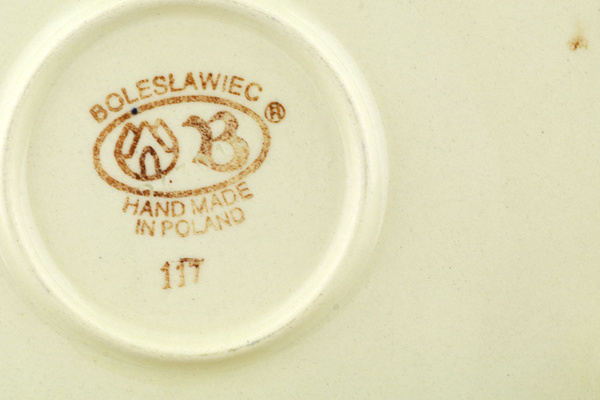 BOLESŁAWIEC ®
B
HAND MADE
IN POLAND
117